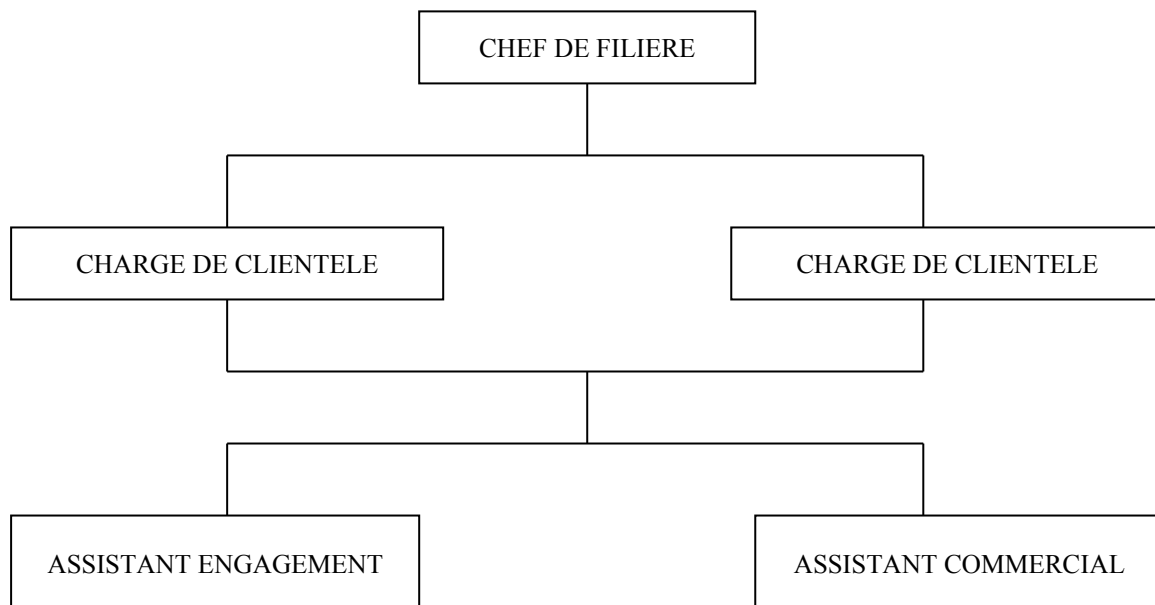 CHEF DE FILIERE
CHARGE DE CLIENTELE
CHARGE DE CLIENTELE
ASSISTANT ENGAGEMENT
ASSISTANT COMMERCIAL